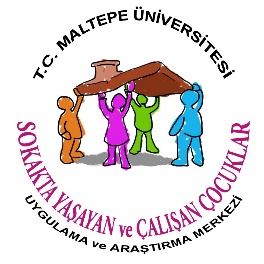 T.C. MALTEPE ÜNİVERSİTESİ
SOKAKTA YAŞAYAN ve ÇALIŞAN ÇOCUKLAR
UYGULAMA ve ARAŞTIRMA MERKEZİ